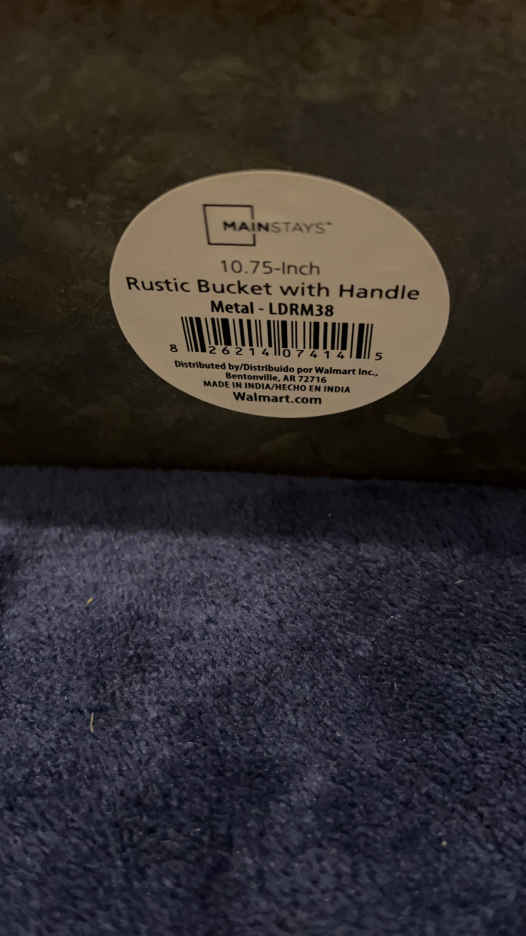 MAINSTAYS™
10.75-Inch
Rustic Bucket with Handle
Metal - LDRM38
8 26214 07414 5
Distributed by/Distribuido por Walmart Inc.,
Bentonville, AR 72716
MADE IN INDIA/HECHO EN INDIA
Walmart.com